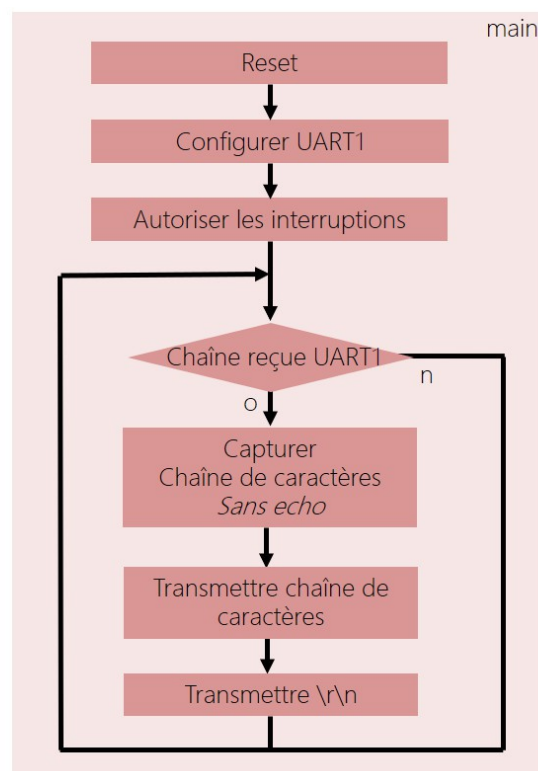 main
Reset
Configurer UART1
Autoriser les interruptions
Chaîne reçue UART1
n
o
Capturer
Chaîne de caractères
Sans echo
Transmettre chaîne de
caractères
Transmettre \r\n